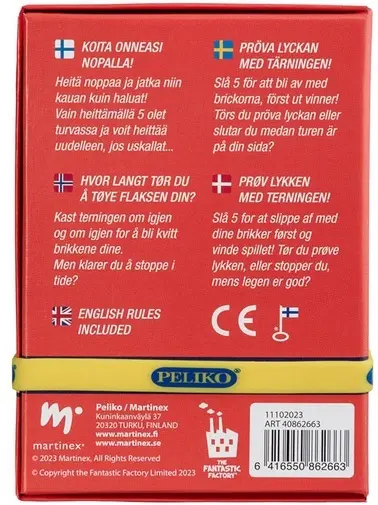 KOITA ONNEASI
NOPALLA!
Heitä noppaa ja jatka niin
kauan kuin haluat!
Vain heittämällä 5 olet
turvassa ja voit heittää
uudelleen, jos uskallat...
PRÖVA LYCKAN
MED TÄRNINGEN!
Slå 5 för att bli av med
brickorna, först ut vinner!
Törs du pröva lyckan eller
slutar du medan turen är
på din sida?
HVOR LANGT TØR DU
Å TØYE FLAKSEN DIN?
Kast terningen om igjen
og om igjen for å bli kvitt
brikkene dine.
Men klarer du å stoppe i
tide?
PRØV LYKKEN
MED TERNINGEN!
Slå 5 for at slippe af med
dine brikker først og
vinde spillet! Tør du prøve
lykken, eller stopper du,
mens legen er god?
ENGLISH RULES
INCLUDED
CE
PELIKO®
martinex®
Peliko / Martinex
Kuninkaanväylä 37
20320 TURKU, FINLAND
www.martinex.fi
www.martinex.se
© 2023 Martinex. All rights reserved.
© Copyright the Fantastic Factory Limited 2023
THE
FANTASTIC
FACTORY
11102023
ART 40862663
6 416550 862663